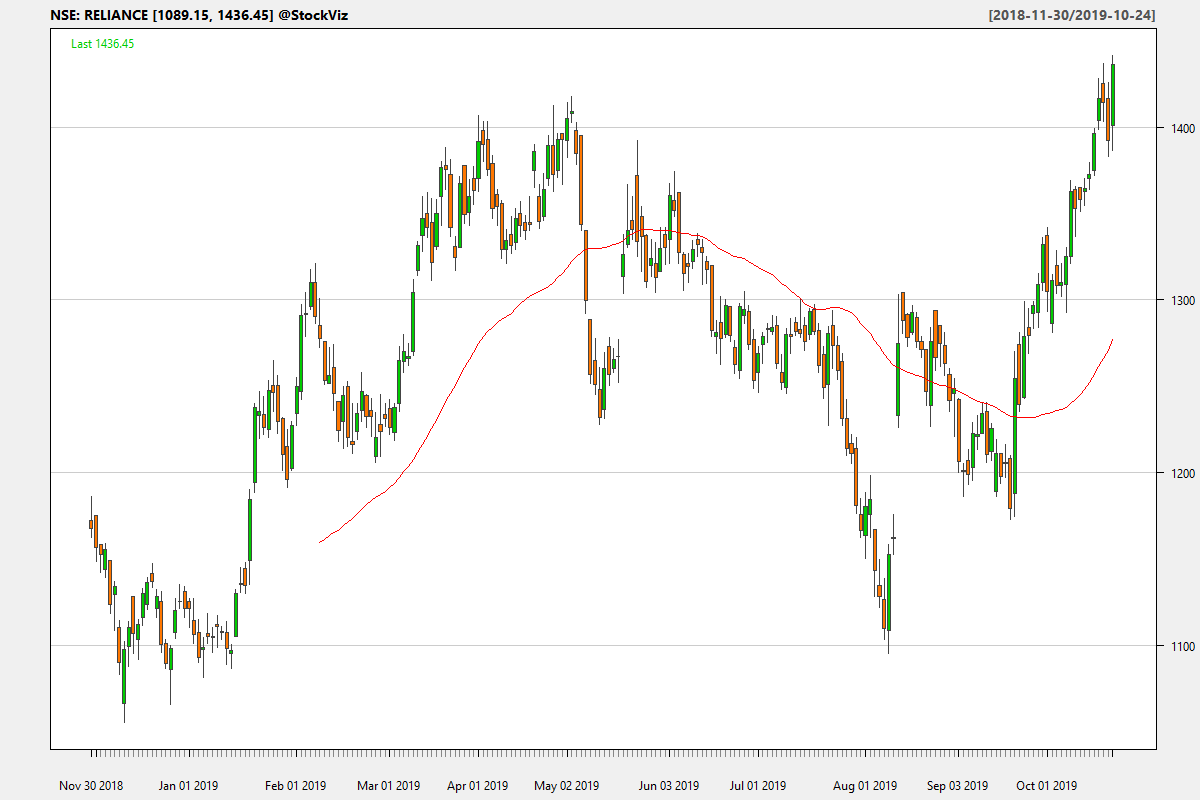 NSE: RELIANCE [1089.15, 1436.45] @StockViz
[2018-11-30/2019-10-24]
Last 1436.45
1400
1300
1200
1100
Nov 30 2018 Jan 01 2019 Feb 01 2019 Mar 01 2019 Apr 01 2019 May 02 2019 Jun 03 2019 Jul 01 2019 Aug 01 2019 Sep 03 2019 Oct 01 2019